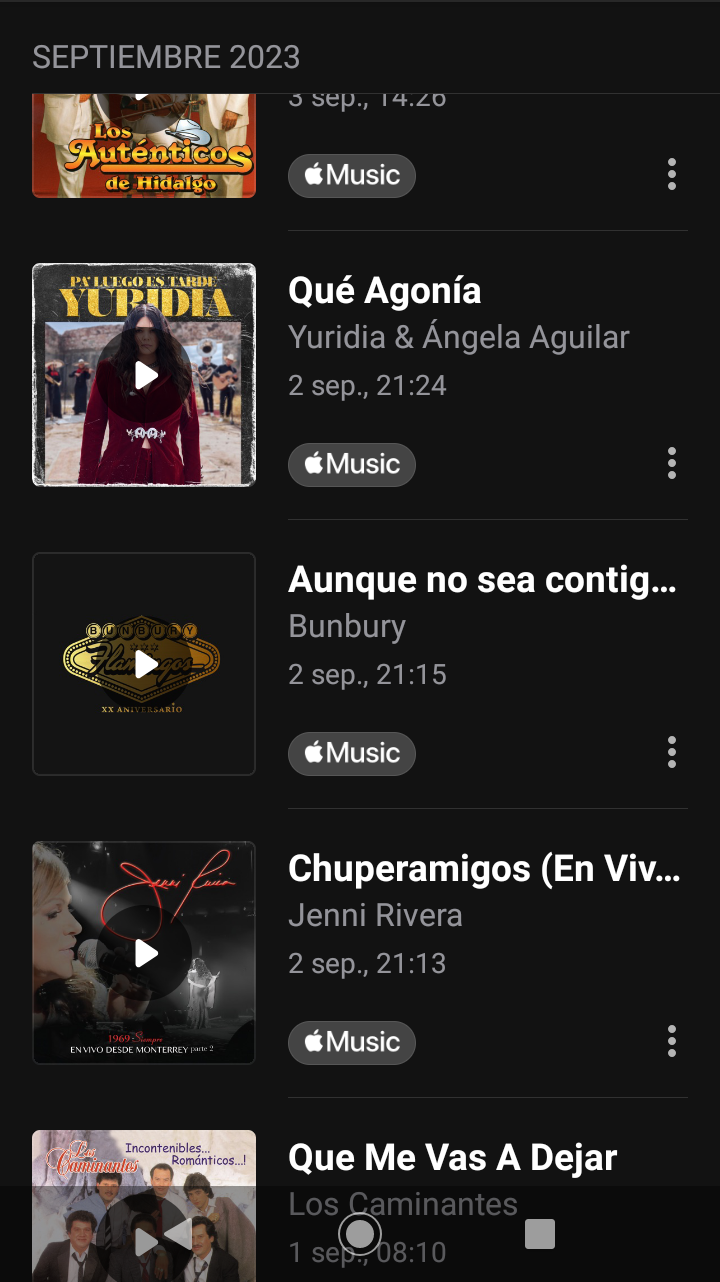 SEPTIEMBRE 2023
3 sep., 14:26
Los
Auténticos
de Hidalgo
Music
PA' LUEGO ES TARDE
YURIDIA
Qué Agonía
Yuridia & Ángela Aguilar
2 sep., 21:24
Music
BUNBURY
Flamingos
XX ANIVERSARIO
Aunque no sea contig...
Bunbury
2 sep., 21:15
Music
Jenni Rivera
1969-Siempre
EN VIVO DESDE MONTERREY parte 2
Chuperamigos (En Viv...
Jenni Rivera
2 sep., 21:13
Music
Los
Caminantes
Incontenibles...
Románticos...!
Que Me Vas A Dejar
Los Caminantes
1 sep., 08:10